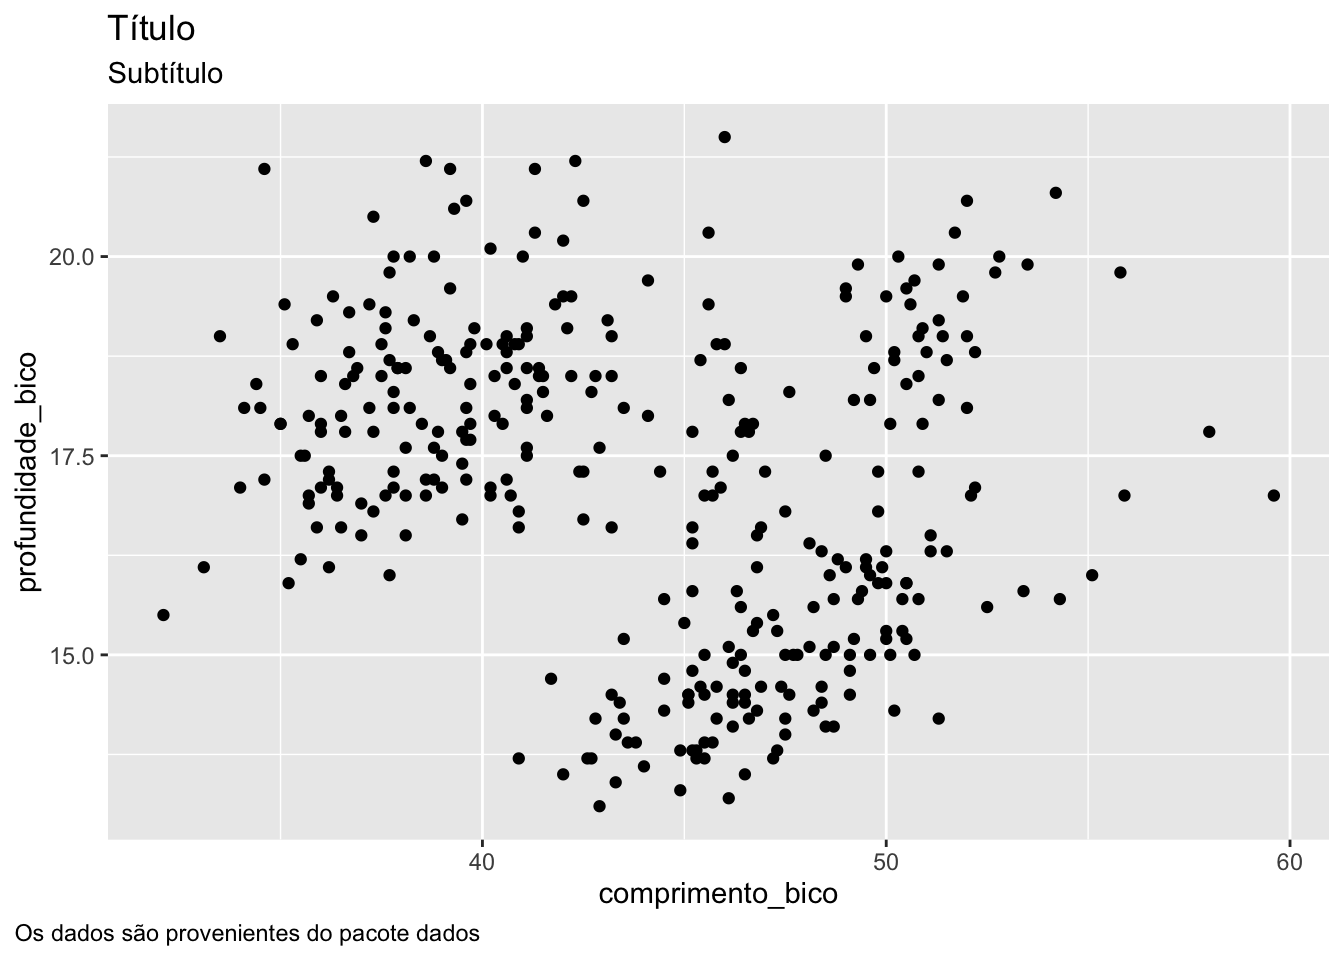 Título
Subtítulo
20.0
17.5
15.0
profundidade_bico
40
50
60
comprimento_bico
Os dados são provenientes do pacote dados